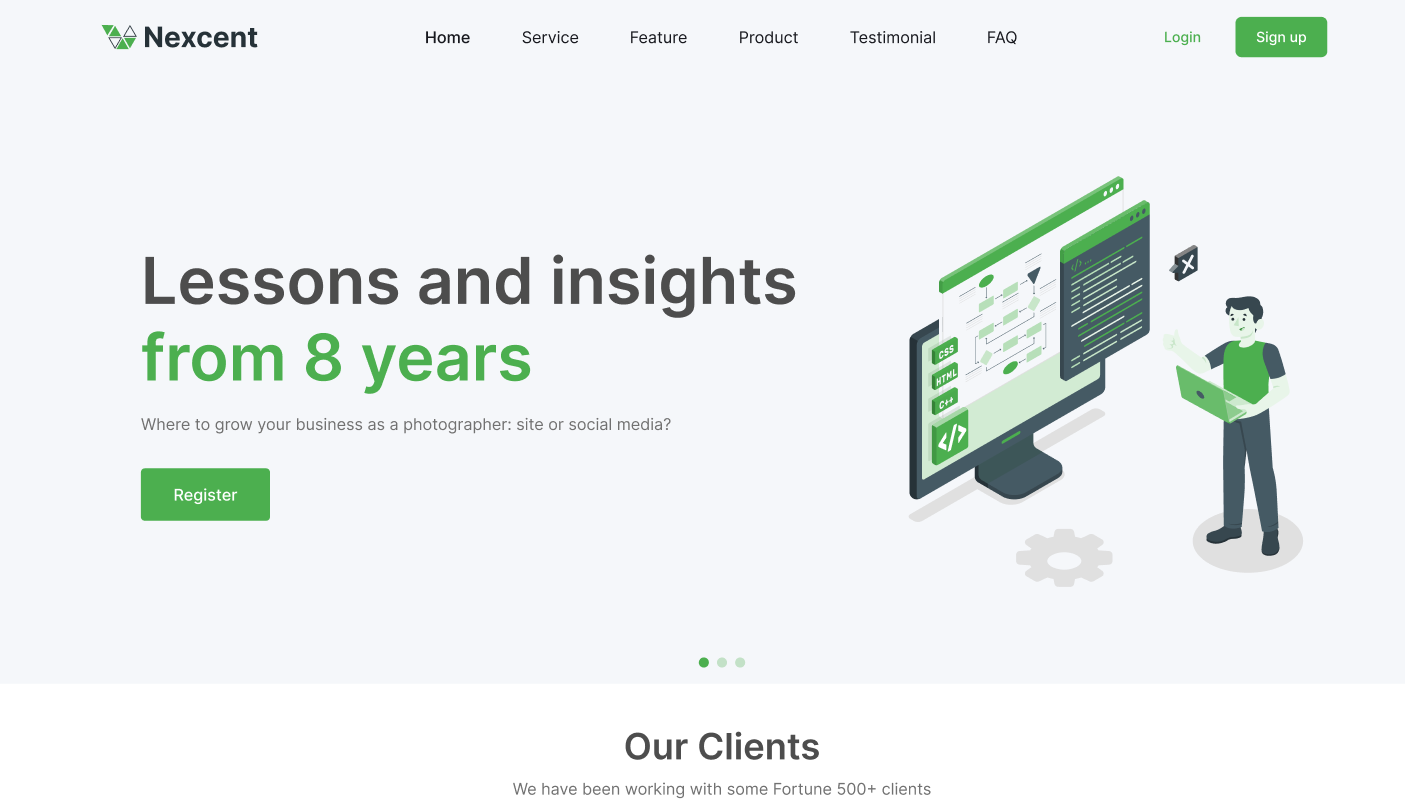 Nexcent
Home Service Feature Product Testimonial FAQ
Login
Sign up
Lessons and insights
from 8 years
Where to grow your business as a photographer: site or social media?
Register
CSS
HTML
C++
</>
</> ...
Our Clients
We have been working with some Fortune 500+ clients